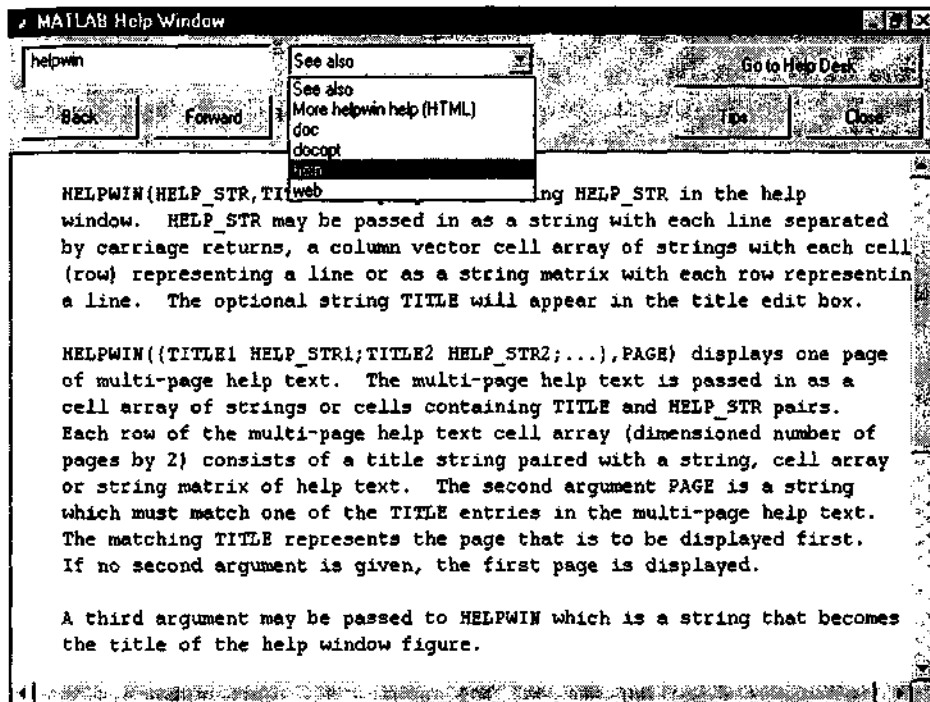 MATLAB Help Window
helpwin
See also
Go to Help Desk
Back
Forward
Tips
Close
See also
More helpwin help (HTML)
doc
docopt
web
HELPWIN(HELP_STR, HELP_STR in the help
window. HELP_STR may be passed in as a string with each line separated
by carriage returns, a column vector cell array of strings with each cell
(row) representing a line or as a string matrix with each row representin
a line. The optional string TITLE will appear in the title edit box.
HELPWIN({TITLE1 HELP_STR1;TITLE2 HELP_STR2;...},PAGE) displays one page
of multi-page help text. The multi-page help text is passed in as a
cell array of strings or cells containing TITLE and HELP_STR pairs.
Each row of the multi-page help text cell array (dimensioned number of
pages by 2) consists of a title string paired with a string, cell array
or string matrix of help text. The second argument PAGE is a string
which must match one of the TITLE entries in the multi-page help text.
The matching TITLE represents the page that is to be displayed first.
If no second argument is given, the first page is displayed.
A third argument may be passed to HELPWIN which is a string that becomes
the title of the help window figure.